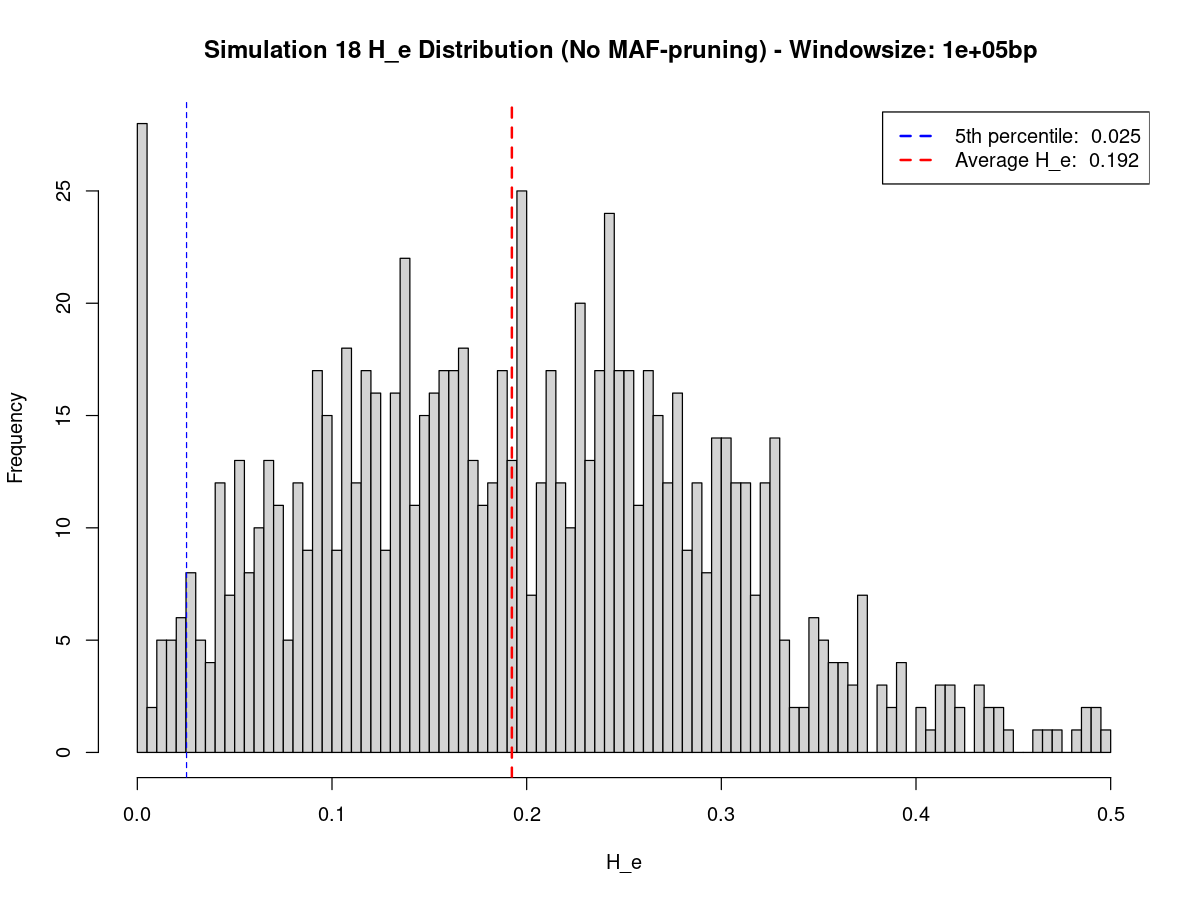 Simulation 18 H_e Distribution (No MAF-pruning) - Windowsize: 1e+05bp
5th percentile: 0.025
Average H_e: 0.192
Frequency
25
20
15
10
5
0
0.0 0.1 0.2 0.3 0.4 0.5
H_e